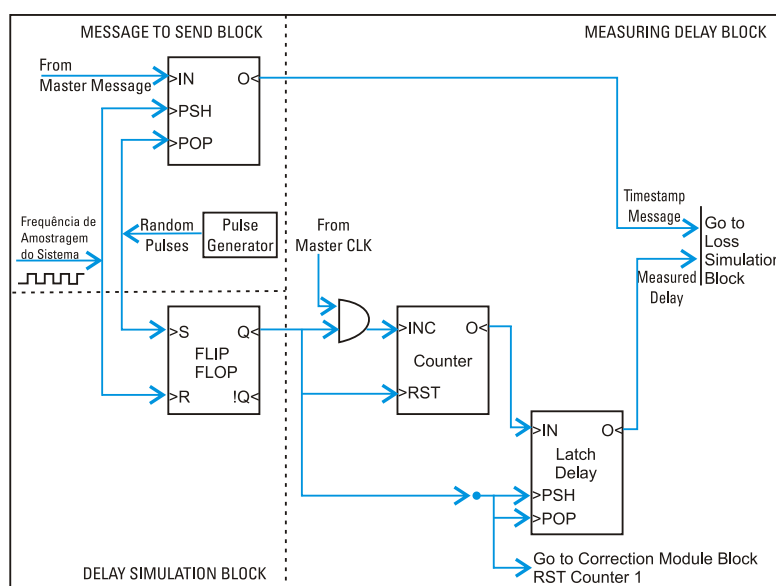 MESSAGE TO SEND BLOCK
MEASURING DELAY BLOCK
From
Master Message
>IN
O<
>PSH
>POP
Frequência de
Amostragem
do Sistema
Random
Pulses
Pulse
Generator
From
Master CLK
Timestamp
Message
Go to
Loss
Simulation
Block
Measured
Delay
>S
Q<
FLIP
FLOP
>R
!Q<
>INC
O<
Counter
>RST
>IN
O<
Latch
Delay
>PSH
>POP
Go to Correction Module Block
RST Counter 1
DELAY SIMULATION BLOCK